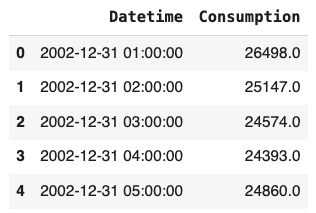 Datetime Consumption
0 2002-12-31 01:00:00 26498.0
1 2002-12-31 02:00:00 25147.0
2 2002-12-31 03:00:00 24574.0
3 2002-12-31 04:00:00 24393.0
4 2002-12-31 05:00:00 24860.0